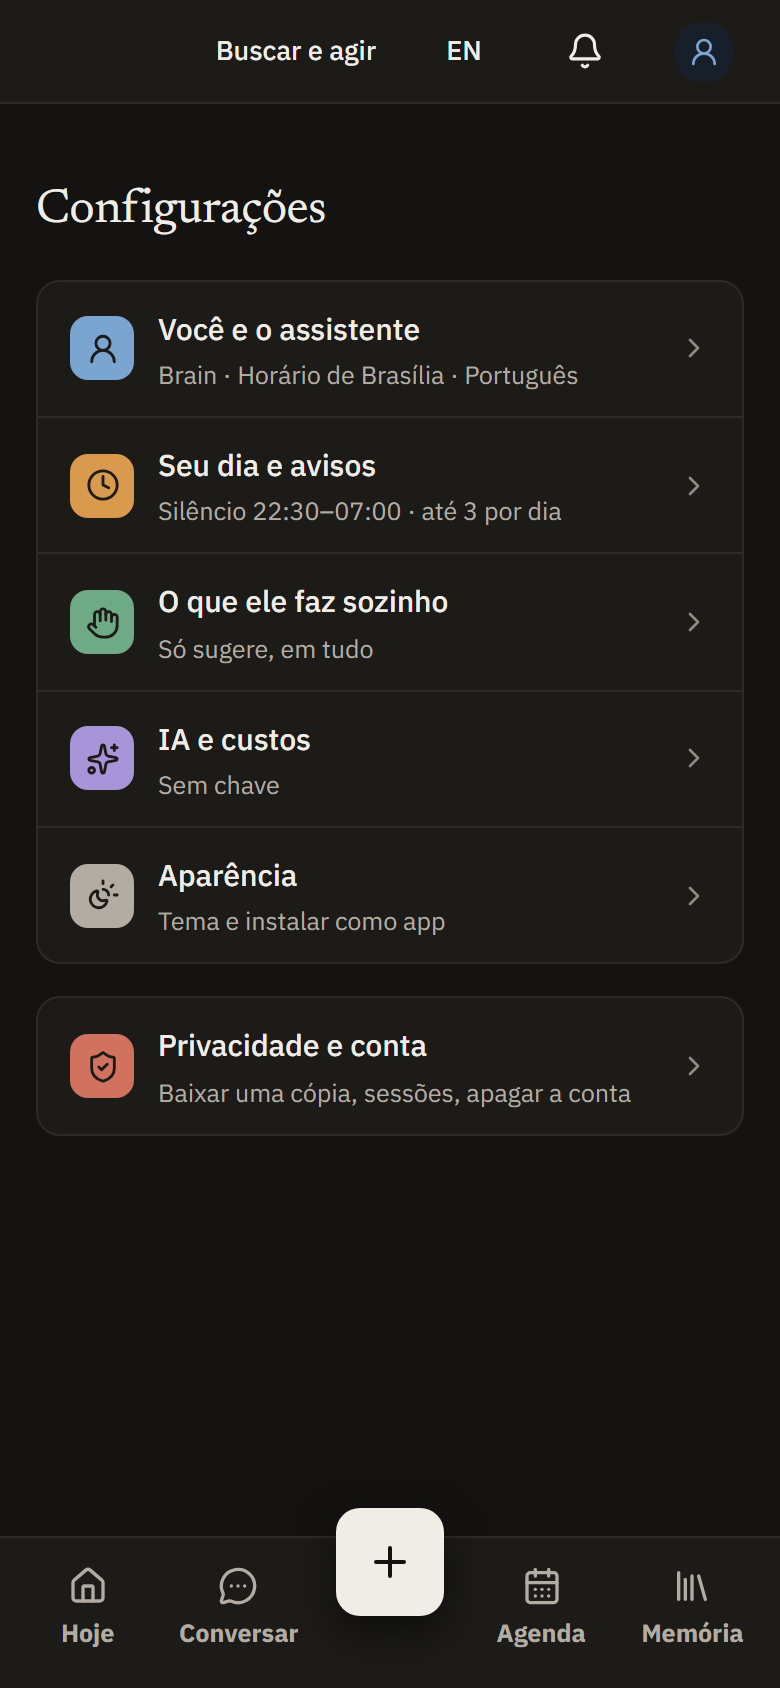 Buscar e agir
EN
Configurações
Você e o assistente
Brain · Horário de Brasília · Português
Seu dia e avisos
Silêncio 22:30–07:00 · até 3 por dia
O que ele faz sozinho
Só sugere, em tudo
IA e custos
Sem chave
Aparência
Tema e instalar como app
Privacidade e conta
Baixar uma cópia, sessões, apagar a conta
Hoje
Conversar
Agenda
Memória